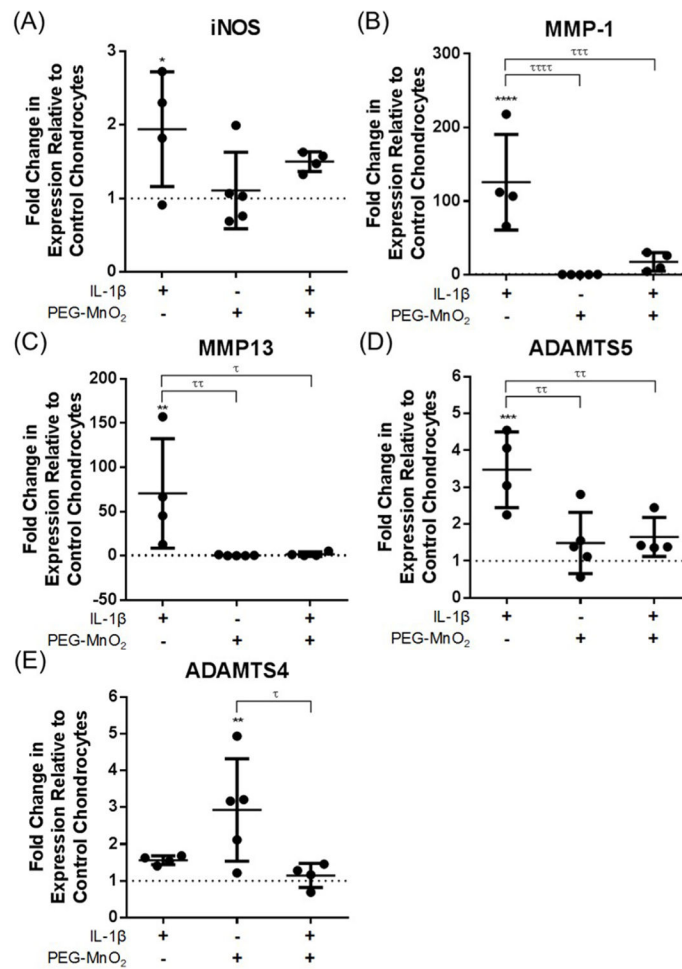 (A)
iNOS
Fold Change in
Expression Relative to
Control Chondrocytes
3
2
1
0
*
IL-1β + - +
PEG-MnO₂ - + +
(B)
MMP-1
Fold Change in
Expression Relative to
Control Chondrocytes
300
200
100
0
τττ
ττττ
****
IL-1β + - +
PEG-MnO₂ - + +
(C)
MMP13
Fold Change in
Expression Relative to
Control Chondrocytes
200
150
100
50
0
-50
τ
ττ
**
IL-1β + - +
PEG-MnO₂ - + +
(D)
ADAMTS5
Fold Change in
Expression Relative to
Control Chondrocytes
6
5
4
3
2
1
0
ττ
ττ
***
IL-1β + - +
PEG-MnO₂ - + +
(E)
ADAMTS4
Fold Change in
Expression Relative to
Control Chondrocytes
6
5
4
3
2
1
0
τ
**
IL-1β + - +
PEG-MnO₂ - + +